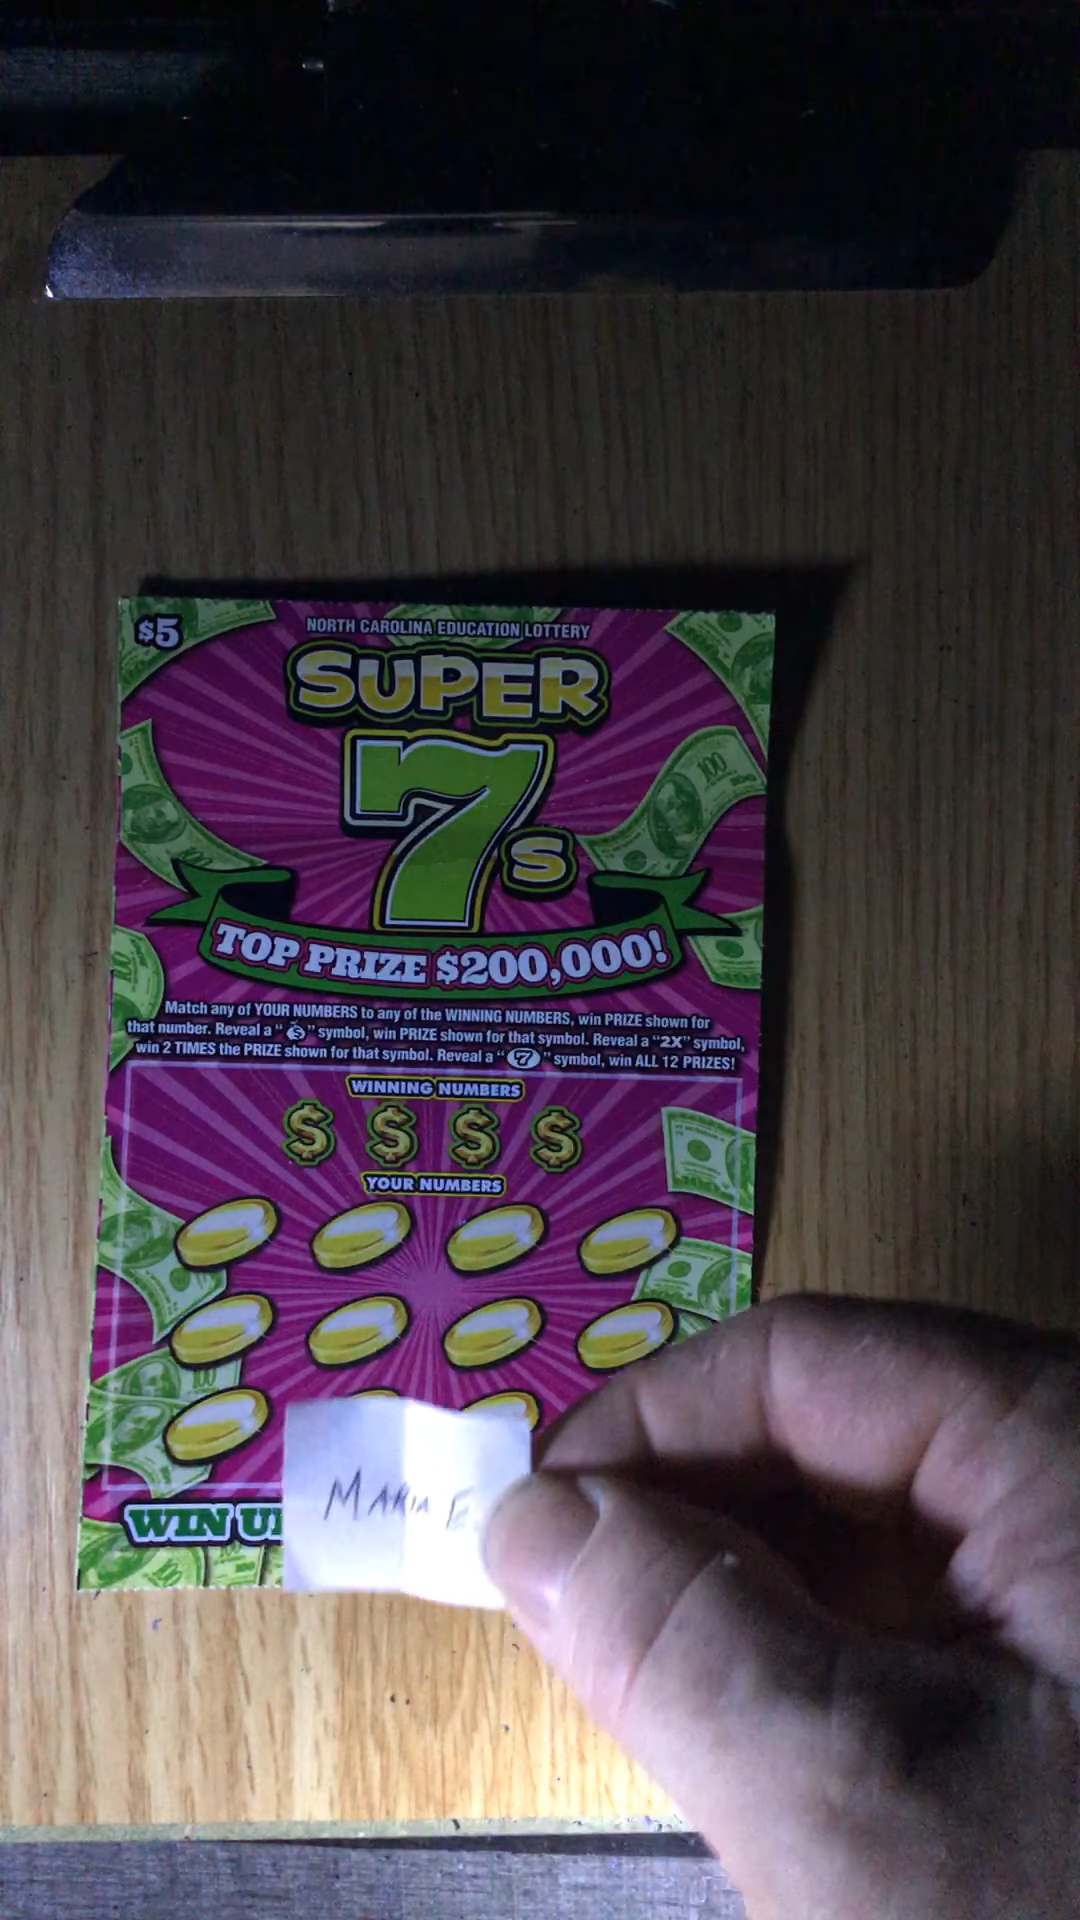 $5
NORTH CAROLINA EDUCATION LOTTERY
SUPER
7s
TOP PRIZE $200,000!
Match any of YOUR NUMBERS to any of the WINNING NUMBERS, win PRIZE shown for
that number. Reveal a "$" symbol, win PRIZE shown for that symbol. Reveal a "2X" symbol,
win 2 TIMES the PRIZE shown for that symbol. Reveal a "7" symbol, win ALL 12 PRIZES!
WINNING NUMBERS
$ $ $ $
YOUR NUMBERS
MARIA
WIN